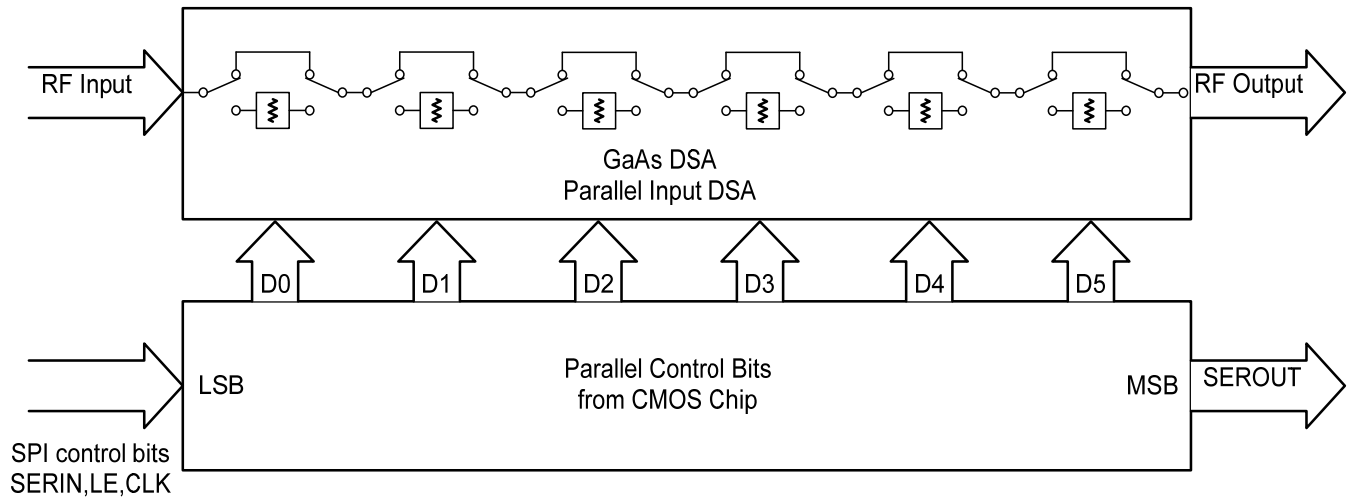 RF Input
RF Output
GaAs DSA
Parallel Input DSA
D0
D1
D2
D3
D4
D5
LSB
Parallel Control Bits
from CMOS Chip
MSB
SEROUT
SPI control bits
SERIN,LE,CLK